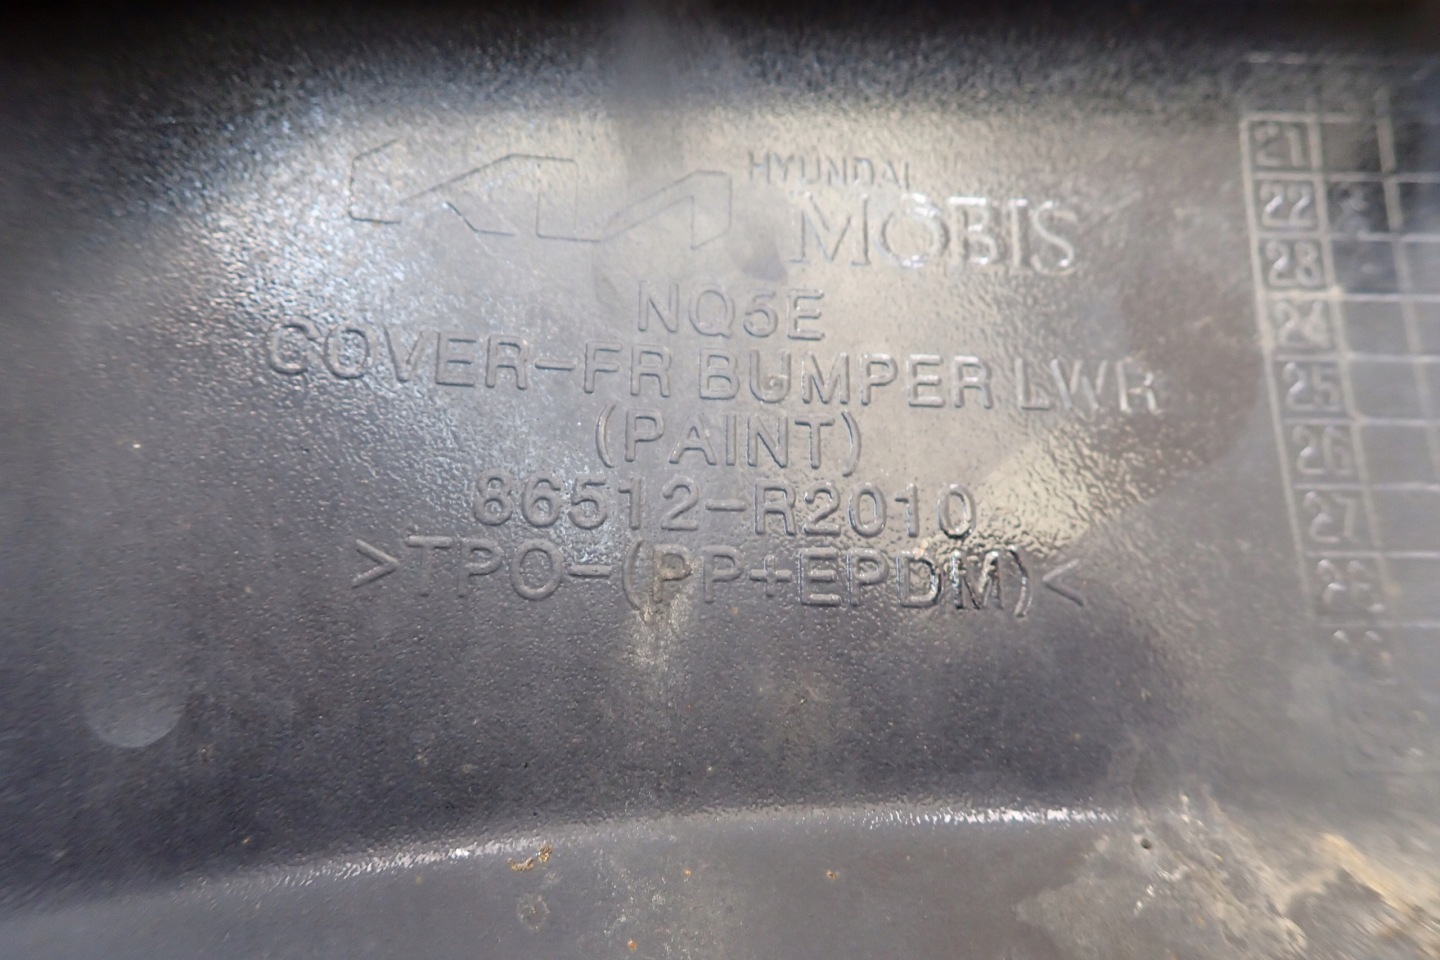 KIA
HYUNDAI
MOBIS
NQ5E
COVER-FR BUMPER LWR
(PAINT)
86512-R2010
>TPO-(PP+EPDM)<
21
22
23
24
25
26
27
28